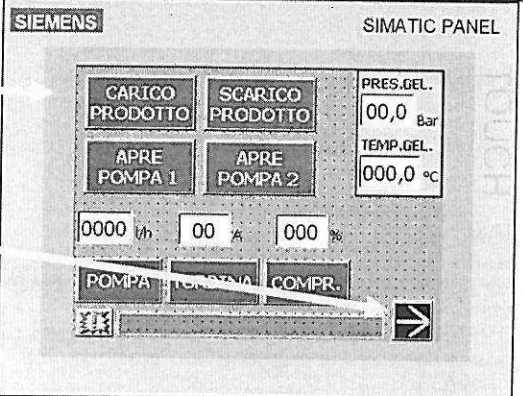 SIEMENS
SIMATIC PANEL
CARICO PRODOTTO
SCARICO PRODOTTO
PRES.GEL.
00,0 Bar
APRE POMPA 1
APRE POMPA 2
TEMP.GEL.
000,0 °C
0000 l/h
00 A
000 %
POMPA
TURBINA
COMPR.